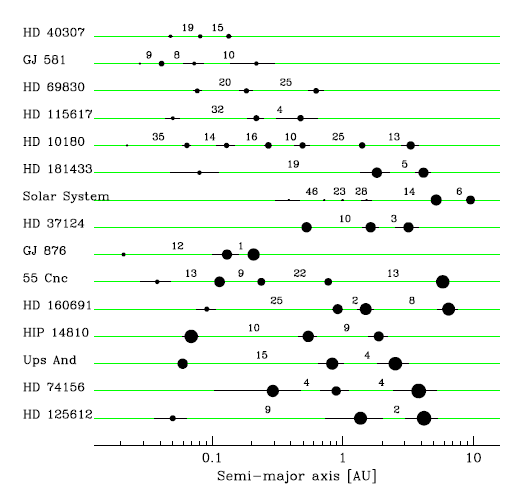 19 15
HD 40307
9 8 10
GJ 581
20 25
HD 69830
32 4
HD 115617
35 14 16 10 25 13
HD 10180
19 5
HD 181433
46 23 28 14 6
Solar System
10 3
HD 37124
12 1
GJ 876
13 9 22 13
55 Cnc
25 2 8
HD 160691
10 9
HIP 14810
15 4
Ups And
4 4
HD 74156
9 2
HD 125612
0.1 1 10
Semi-major axis [AU]